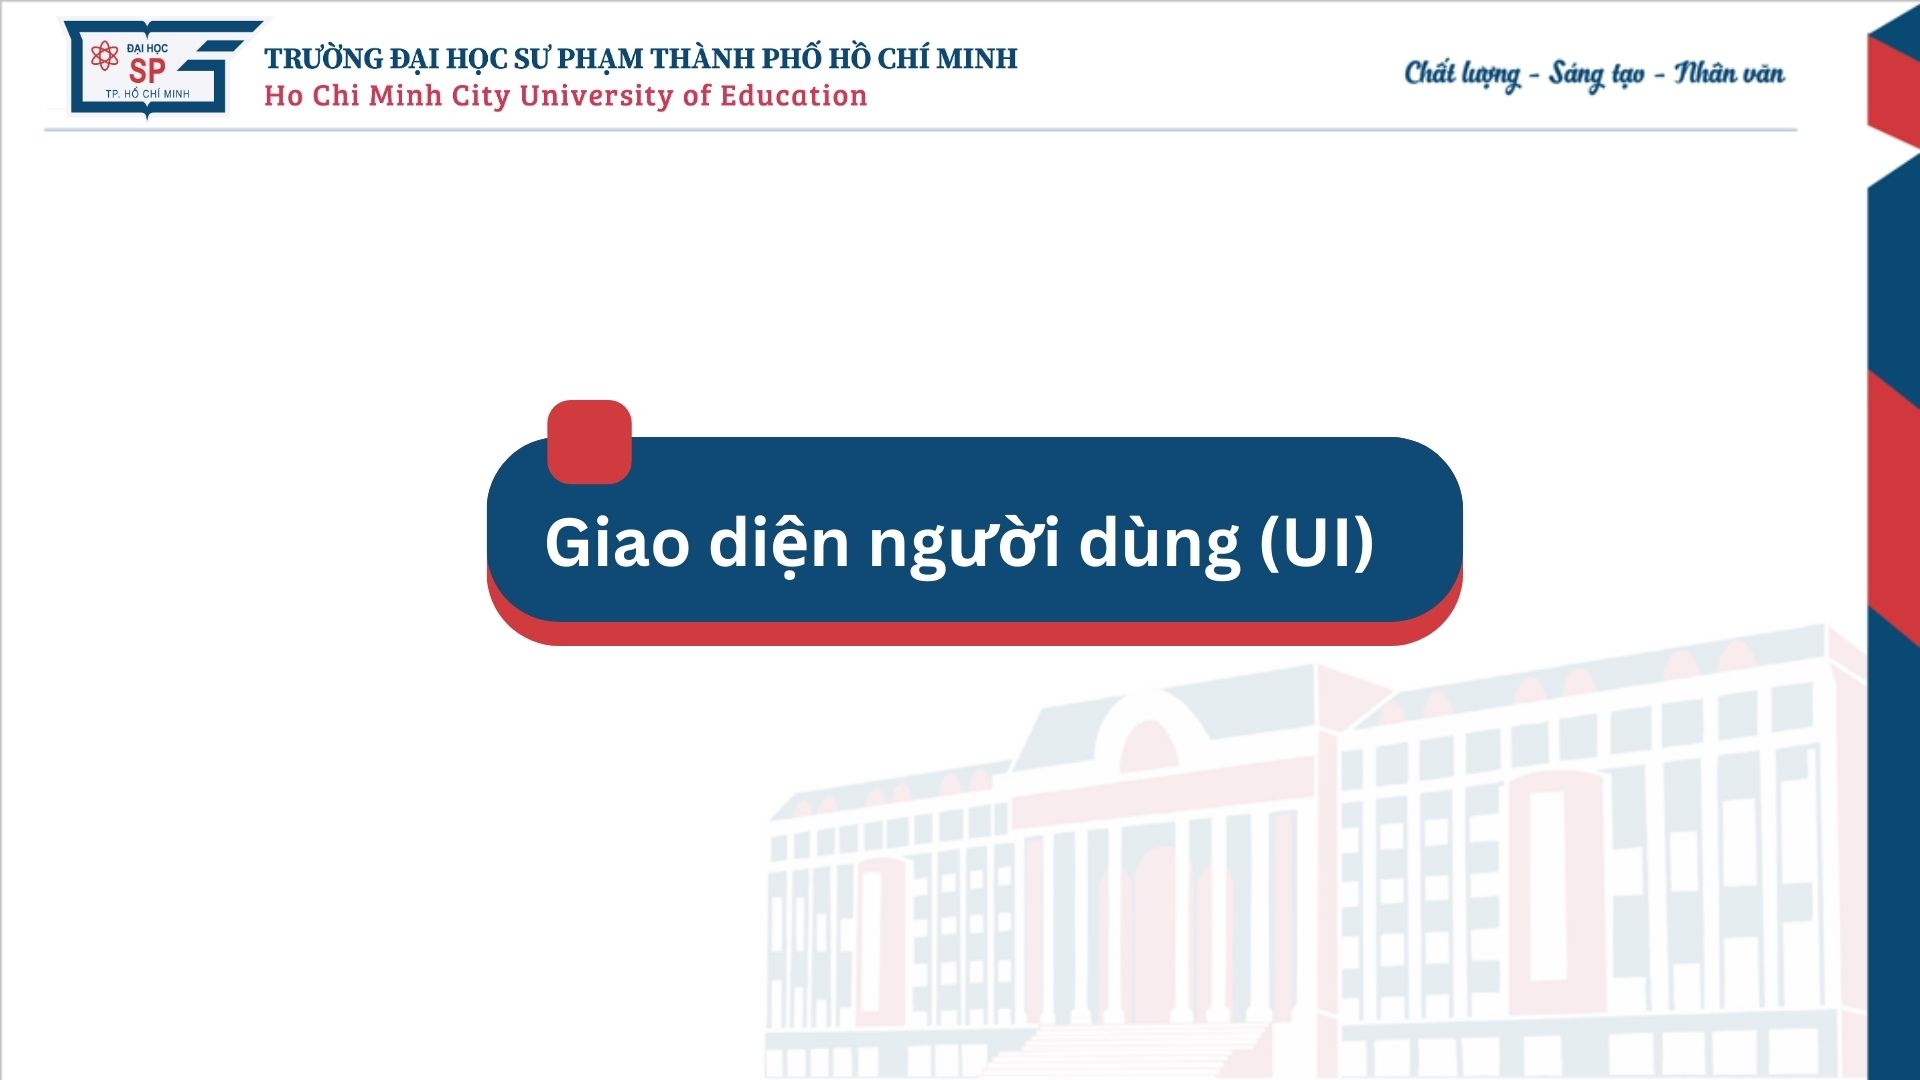 ĐẠI HỌC
SP
TP. HỒ CHÍ MINH
TRƯỜNG ĐẠI HỌC SƯ PHẠM THÀNH PHỐ HỒ CHÍ MINH
Ho Chi Minh City University of Education
Chất lượng - Sáng tạo - Nhân văn
Giao diện người dùng (UI)